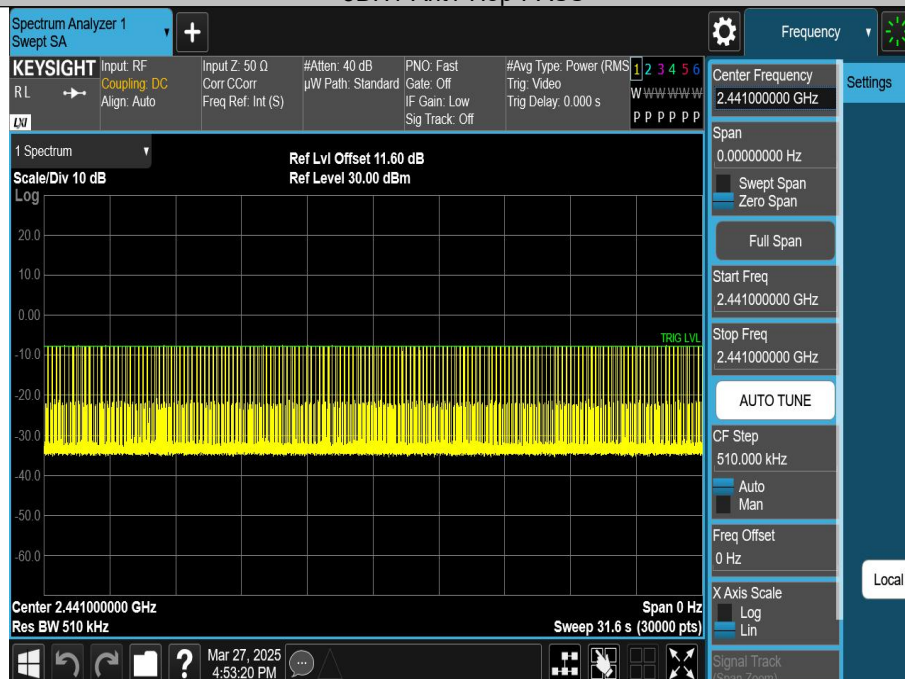 Spectrum Analyzer 1
Swept SA
+
Frequency
KEYSIGHT
RL
LXI
Input: RF
Coupling: DC
Align: Auto
Input Z: 50 Ω
Corr CCorr
Freq Ref: Int (S)
#Atten: 40 dB
µW Path: Standard
PNO: Fast
Gate: Off
IF Gain: Low
Sig Track: Off
#Avg Type: Power (RMS
Trig: Video
Trig Delay: 0.000 s
1 2 3 4 5 6
W W W W W W
P P P P P P
1 Spectrum
Scale/Div 10 dB
Log
Ref Lvl Offset 11.60 dB
Ref Level 30.00 dBm
20.0
10.0
0.00
-10.0
-20.0
-30.0
-40.0
-50.0
-60.0
TRIG LVL
Center 2.441000000 GHz
Res BW 510 kHz
Span 0 Hz
Sweep 31.6 s (30000 pts)
Center Frequency
2.441000000 GHz
Settings
Span
0.00000000 Hz
Swept Span
Zero Span
Full Span
Start Freq
2.441000000 GHz
Stop Freq
2.441000000 GHz
AUTO TUNE
CF Step
510.000 kHz
Auto
Man
Freq Offset
0 Hz
Local
X Axis Scale
Log
Lin
Signal Track
(Span Zoom)
?
Mar 27, 2025
4:53:20 PM